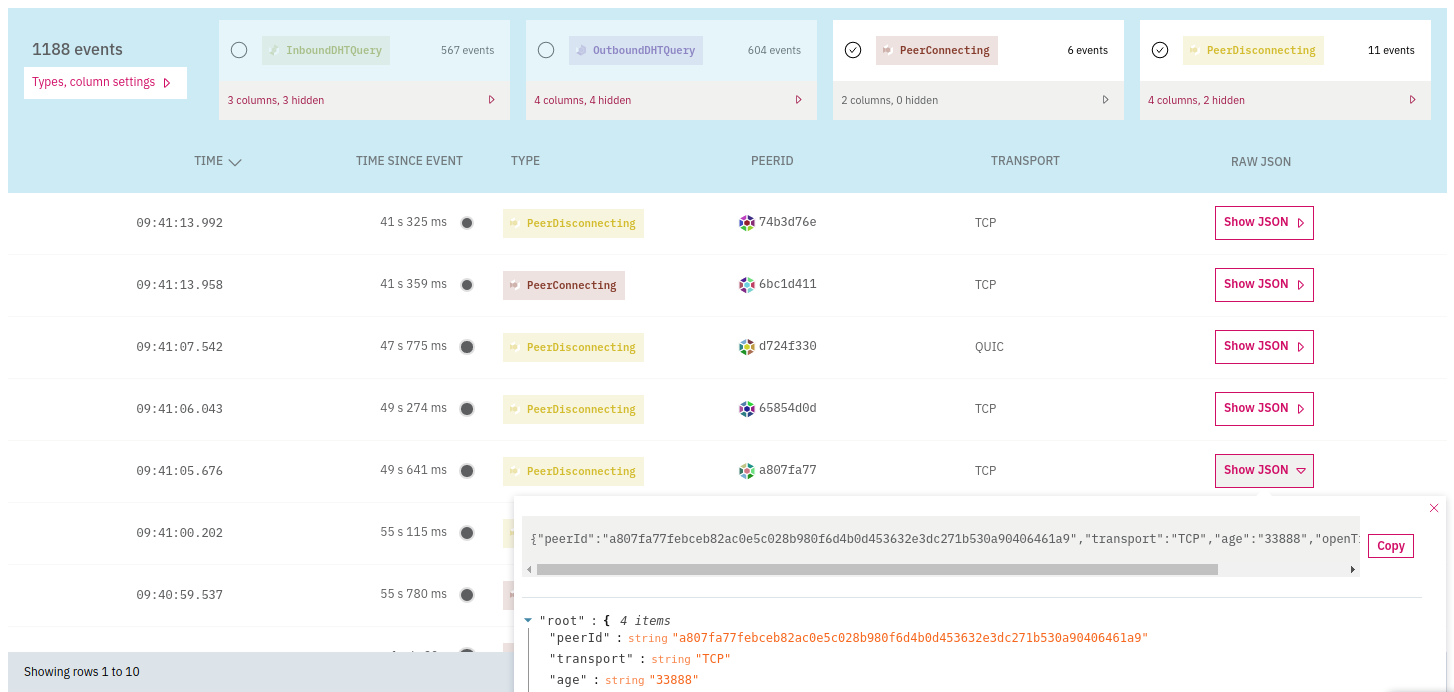 1188 events
Types, column settings
InboundDHTQuery 567 events
3 columns, 3 hidden
OutboundDHTQuery 604 events
4 columns, 4 hidden
PeerConnecting 6 events
2 columns, 0 hidden
PeerDisconnecting 11 events
4 columns, 2 hidden
TIME TIME SINCE EVENT TYPE PEERID TRANSPORT RAW JSON
09:41:13.992 41 s 325 ms PeerDisconnecting 74b3d76e TCP Show JSON
09:41:13.958 41 s 359 ms PeerConnecting 6bc1d411 TCP Show JSON
09:41:07.542 47 s 775 ms PeerDisconnecting d724f330 QUIC Show JSON
09:41:06.043 49 s 274 ms PeerDisconnecting 65854d0d TCP Show JSON
09:41:05.676 49 s 641 ms PeerDisconnecting a807fa77 TCP Show JSON
09:41:00.202 55 s 115 ms
09:40:59.537 55 s 780 ms
{"peerId":"a807fa77febceb82ac0e5c028b980f6d4b0d453632e3dc271b530a90406461a9","transport":"TCP","age":"33888","openT
Copy
"root" : { 4 items
"peerId" : string "a807fa77febceb82ac0e5c028b980f6d4b0d453632e3dc271b530a90406461a9"
"transport" : string "TCP"
"age" : string "33888"
Showing rows 1 to 10